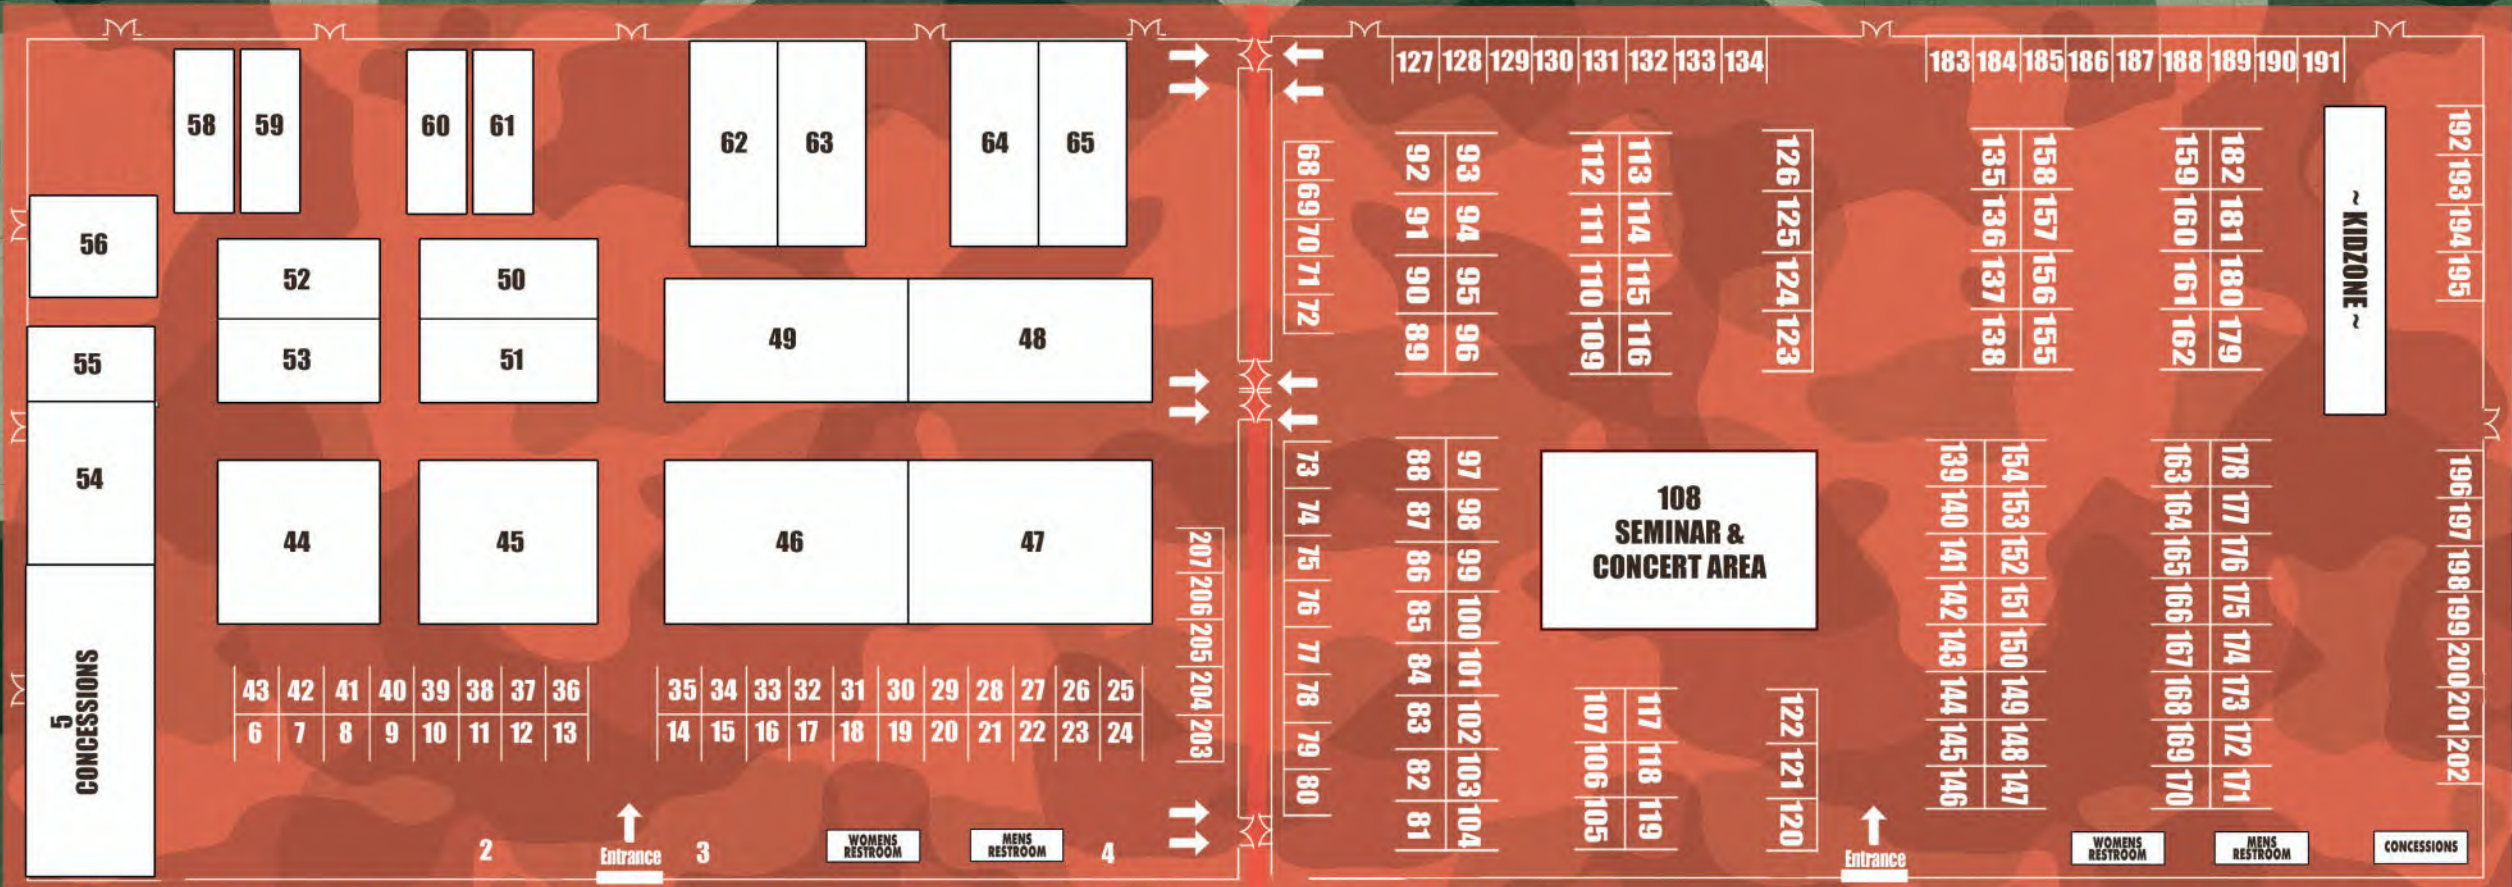 58 59 60 61 62 63 64 65
56
52 50
53 51
55
49 48
54
44 45 46 47
5
CONCESSIONS
43 42 41 40 39 38 37 36
6 7 8 9 10 11 12 13
35 34 33 32 31 30 29 28 27 26 25
14 15 16 17 18 19 20 21 22 23 24
207 206 205 204 203
2
Entrance
3
WOMENS
RESTROOM
MENS
RESTROOM
4
127 128 129 130 131 132 133 134
183 184 185 186 187 188 189 190 191
68 69 70 71 72
73 74 75 76 77 78 79 80
92 91 90 89
93 94 95 96
88 87 86 85 84 83 82 81
97 98 99 100 101 102 103 104
112 111 110 109
113 114 115 116
126 125 124 123
108
SEMINAR &
CONCERT AREA
107 106 105
117 118 119
122 121 120
135 136 137 138
158 157 156 155
159 160 161 162
182 181 180 179
139 140 141 142 143 144 145 146
154 153 152 151 150 149 148 147
163 164 165 166 167 168 169 170
178 177 176 175 174 173 172 171
~ KIDZONE ~
192 193 194 195
196 197 198 199 200 201 202
Entrance
WOMENS
RESTROOM
MENS
RESTROOM
CONCESSIONS